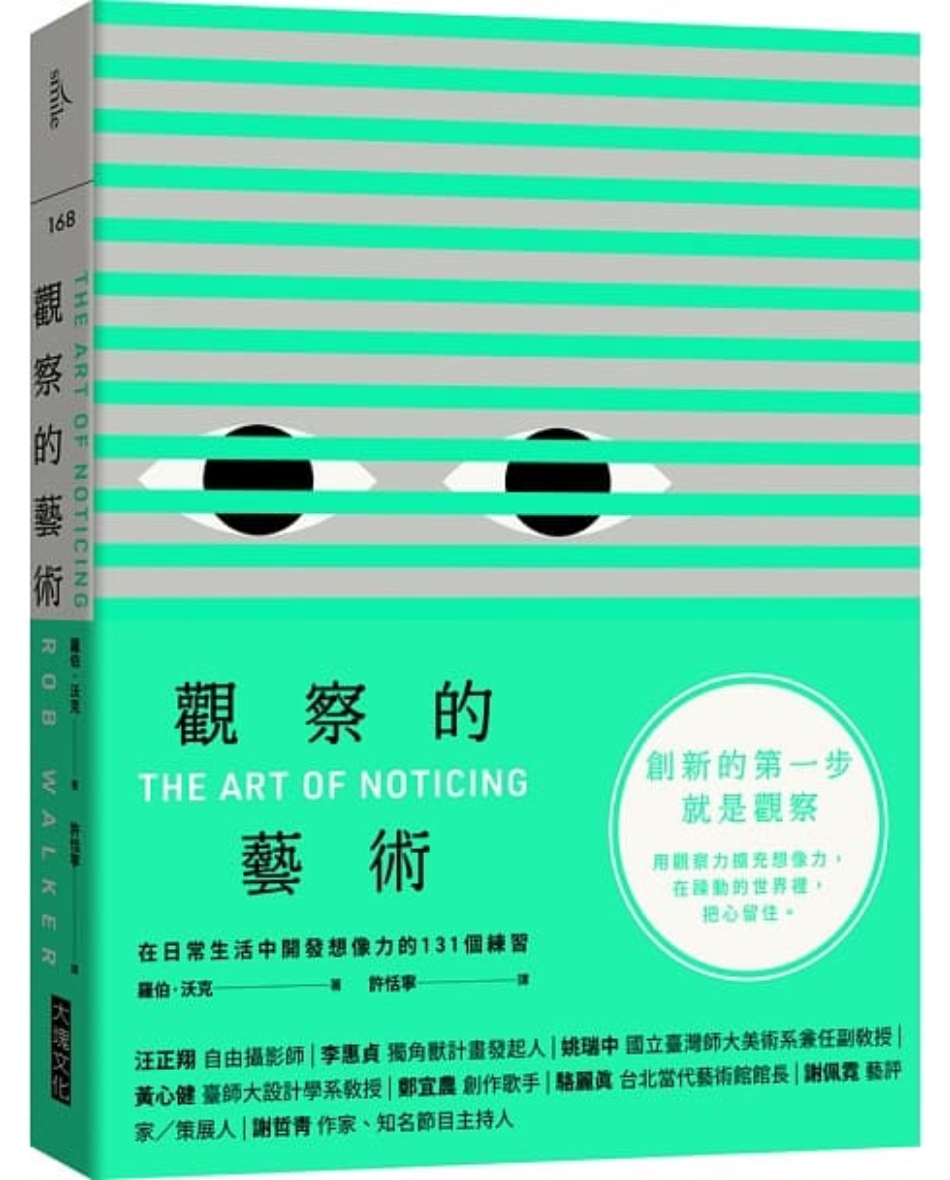 smile
168
觀察的藝術
THE ART OF NOTICING
羅伯·沃克 著
許恬寧 譯
ROB WALKER
大塊文化
觀察的
THE ART OF NOTICING
藝術
在日常生活中開發想像力的131個練習
羅伯·沃克 著 許恬寧 譯
創新的第一步
就是觀察
用觀察力擴充想像力，
在躁動的世界裡，
把心留住。
汪正翔 自由攝影師｜李惠貞 獨角獸計畫發起人｜姚瑞中 國立臺灣師大美術系兼任副教授｜
黃心健 臺師大設計學系教授｜鄭宜農 創作歌手｜駱麗真 台北當代藝術館館長｜謝佩霓 藝評
家／策展人｜謝哲青 作家、知名節目主持人